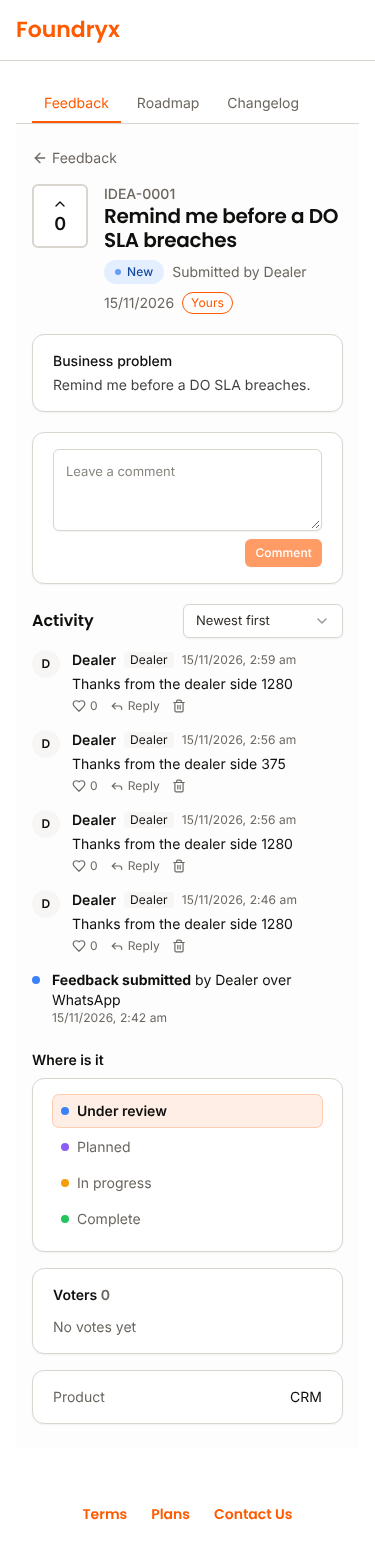 Foundryx
Feedback Roadmap Changelog
← Feedback
0
IDEA-0001
Remind me before a DO
SLA breaches
New Submitted by Dealer
15/11/2026 Yours
Business problem
Remind me before a DO SLA breaches.
Leave a comment
Comment
Activity
Newest first
D Dealer Dealer 15/11/2026, 2:59 am
Thanks from the dealer side 1280
0 Reply
D Dealer Dealer 15/11/2026, 2:56 am
Thanks from the dealer side 375
0 Reply
D Dealer Dealer 15/11/2026, 2:56 am
Thanks from the dealer side 1280
0 Reply
D Dealer Dealer 15/11/2026, 2:46 am
Thanks from the dealer side 1280
0 Reply
Feedback submitted by Dealer over
WhatsApp
15/11/2026, 2:42 am
Where is it
Under review
Planned
In progress
Complete
Voters 0
No votes yet
Product CRM
Terms Plans Contact Us